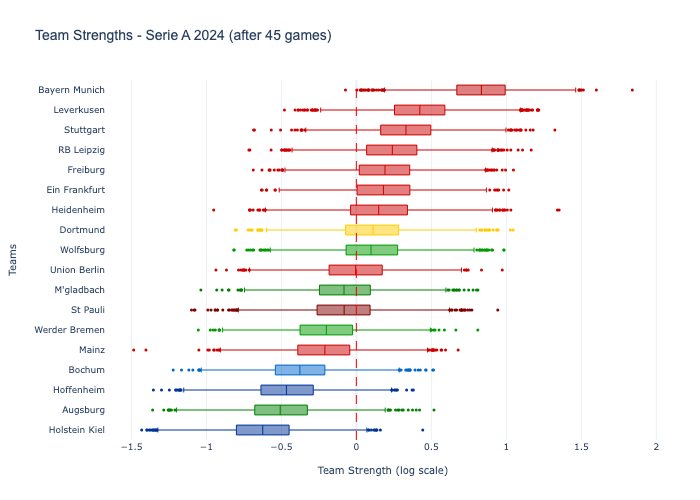 Team Strengths - Serie A 2024 (after 45 games)
Bayern Munich
Leverkusen
Stuttgart
RB Leipzig
Freiburg
Ein Frankfurt
Heidenheim
Dortmund
Wolfsburg
Union Berlin
M'gladbach
St Pauli
Werder Bremen
Mainz
Bochum
Hoffenheim
Augsburg
Holstein Kiel
Teams
−1.5 −1 −0.5 0 0.5 1 1.5 2
Team Strength (log scale)